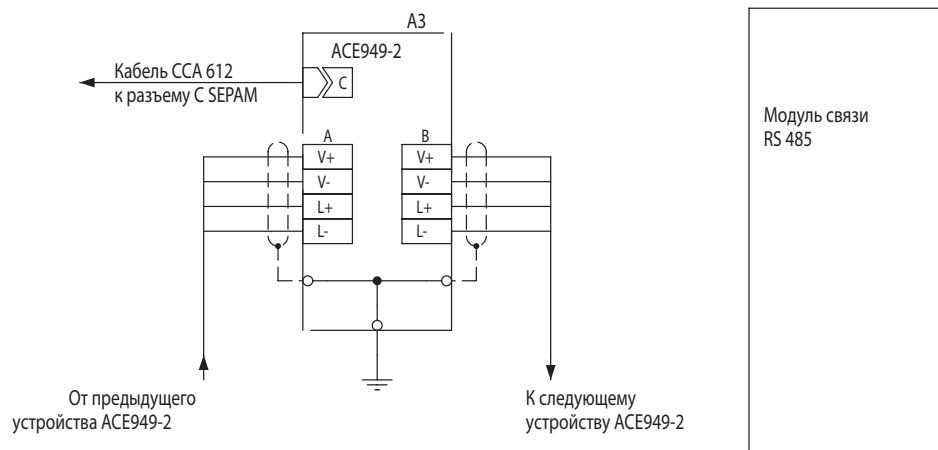 A3
ACE949-2
Кабель CCA 612
к разъему C SEPAM
C
Модуль связи
RS 485
A
B
V+
V+
V-
V-
L+
L+
L-
L-
От предыдущего
устройства ACE949-2
К следующему
устройству ACE949-2